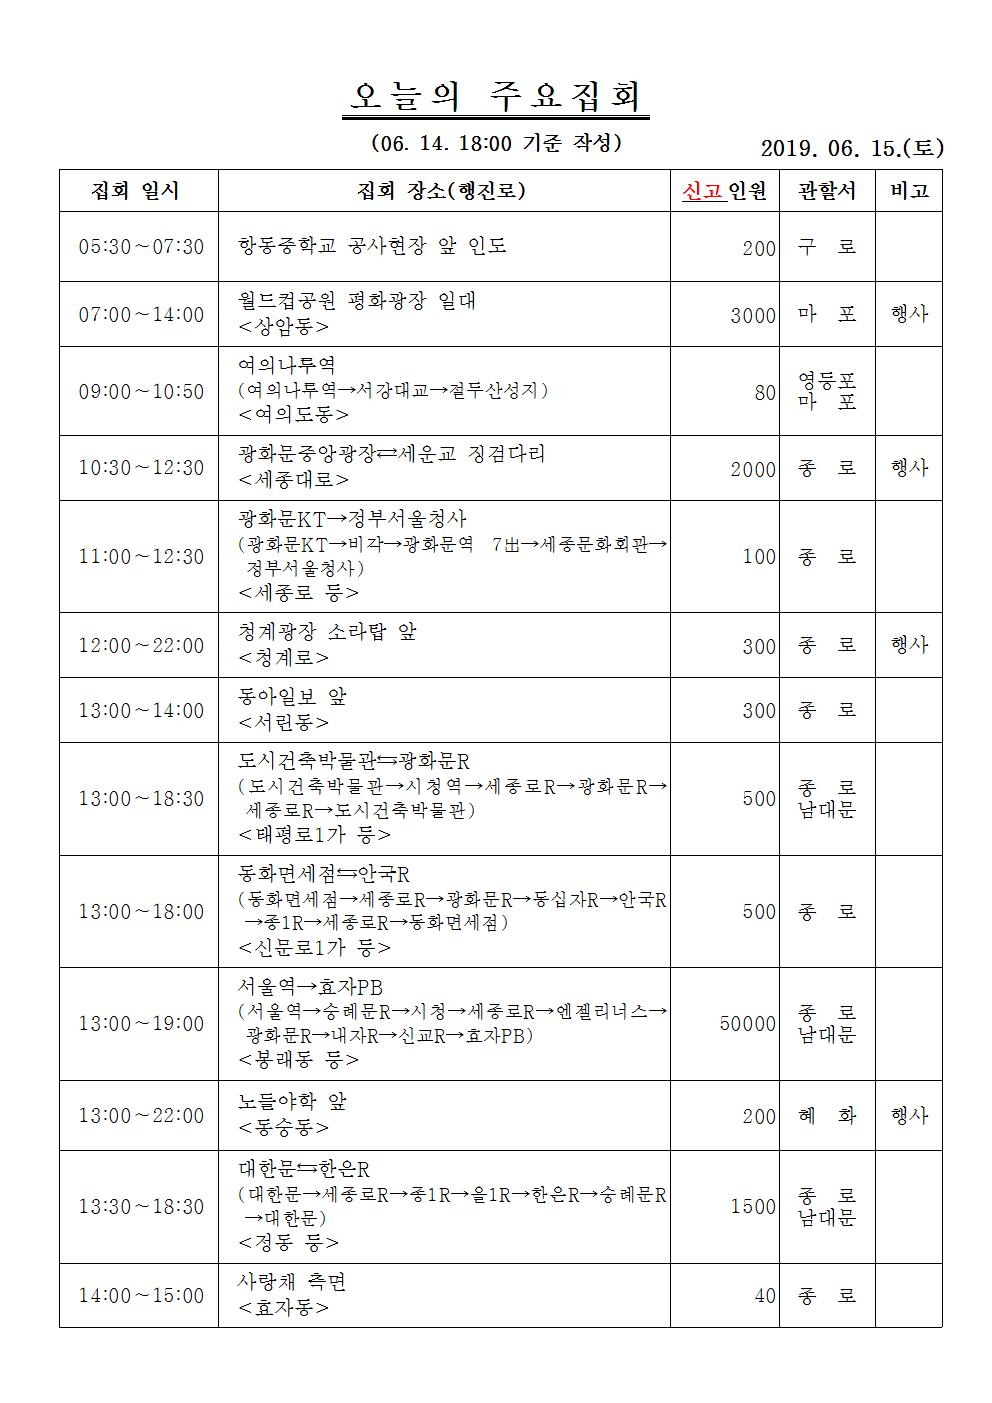 오늘의 주요집회
(06. 14. 18:00 기준 작성)
2019. 06. 15.(토)
집회 일시 집회 장소(행진로) 신고인원 관할서 비고
05:30~07:30 항동중학교 공사현장 앞 인도 200 구 로
07:00~14:00 월드컵공원 평화광장 일대
<상암동> 3000 마 포 행사
09:00~10:50 여의나루역
(여의나루역→서강대교→절두산성지)
<여의도동> 80 영등포
마 포
10:30~12:30 광화문중앙광장⇄세운교 징검다리
<세종대로> 2000 종 로 행사
11:00~12:30 광화문KT→정부서울청사
(광화문KT→비각→광화문역 7出→세종문화회관→
정부서울청사)
<세종로 등> 100 종 로
12:00~22:00 청계광장 소라탑 앞
<청계로> 300 종 로 행사
13:00~14:00 동아일보 앞
<서린동> 300 종 로
13:00~18:30 도시건축박물관⇆광화문R
(도시건축박물관→시청역→세종로R→광화문R→
세종로R→도시건축박물관)
<태평로1가 등> 500 종 로
남대문
13:00~18:00 동화면세점⇆안국R
(동화면세점→세종로R→광화문R→동십자R→안국R
→종1R→세종로R→동화면세점)
<신문로1가 등> 500 종 로
13:00~19:00 서울역→효자PB
(서울역→숭례문R→시청→세종로R→엔젤리너스→
광화문R→내자R→신교R→효자PB)
<봉래동 등> 50000 종 로
남대문
13:00~22:00 노들야학 앞
<동숭동> 200 혜 화 행사
13:30~18:30 대한문⇆한은R
(대한문→세종로R→종1R→을1R→한은R→숭례문R
→대한문)
<정동 등> 1500 종 로
남대문
14:00~15:00 사랑채 측면
<효자동> 40 종 로